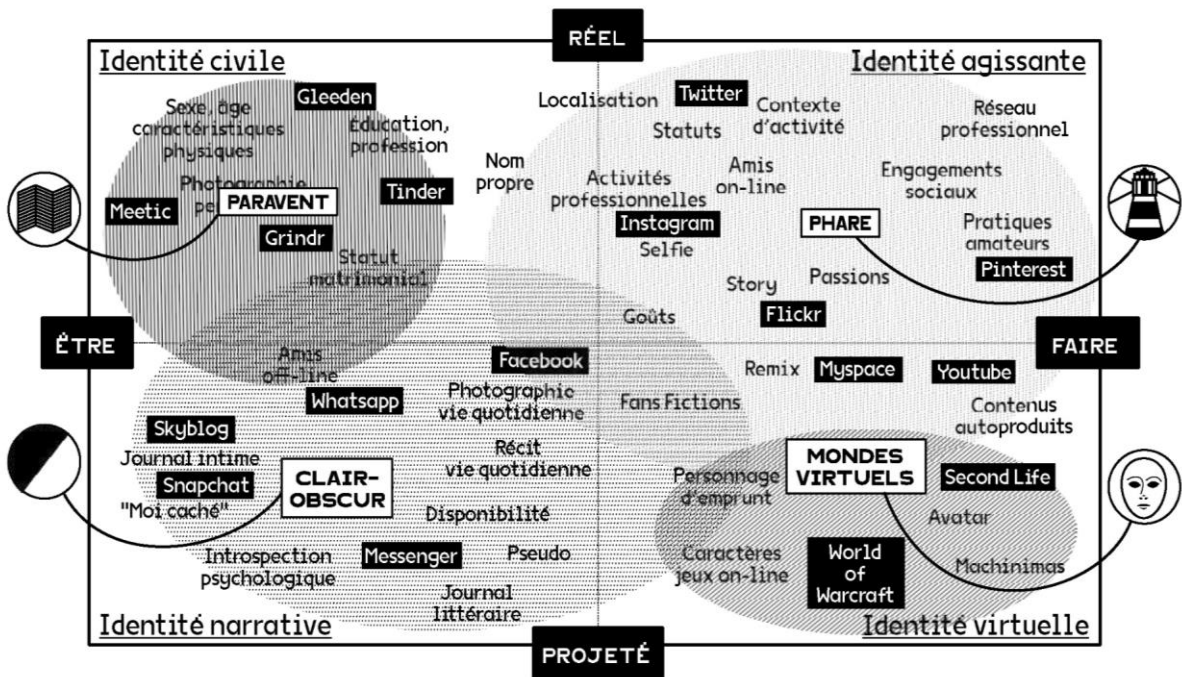 RÉEL
Identité civile
Identité agissante
Gleeden
Sexe, âge
caractéristiques
physiques
Éducation,
profession
Localisation
Twitter
Statuts
Contexte
d'activité
Réseau
professionnel
Nom
propre
Amis
on-line
Engagements
sociaux
Photographie
pe
PARAVENT
Tinder
Meetic
Grindr
Activités
professionnelles
Instagram
Selfie
PHARE
Pratiques
amateurs
Pinterest
Statut
matrimonial
Story
Passions
Flickr
Goûts
ÊTRE
FAIRE
Amis
off-line
Facebook
Whatsapp
Photographie
vie quotidienne
Fans Fictions
Remix
Myspace
Youtube
Contenus
autoproduits
Skyblog
Journal intime
Snapchat
"Moi caché"
CLAIR-
OBSCUR
Récit
vie quotidienne
Personnage
d'emprunt
MONDES
VIRTUELS
Second Life
Disponibilité
Avatar
Introspection
psychologique
Messenger
Pseudo
Caractères
jeux on-line
World
of
Warcraft
Machinimas
Journal
littéraire
Identité narrative
Identité virtuelle
PROJETÉ